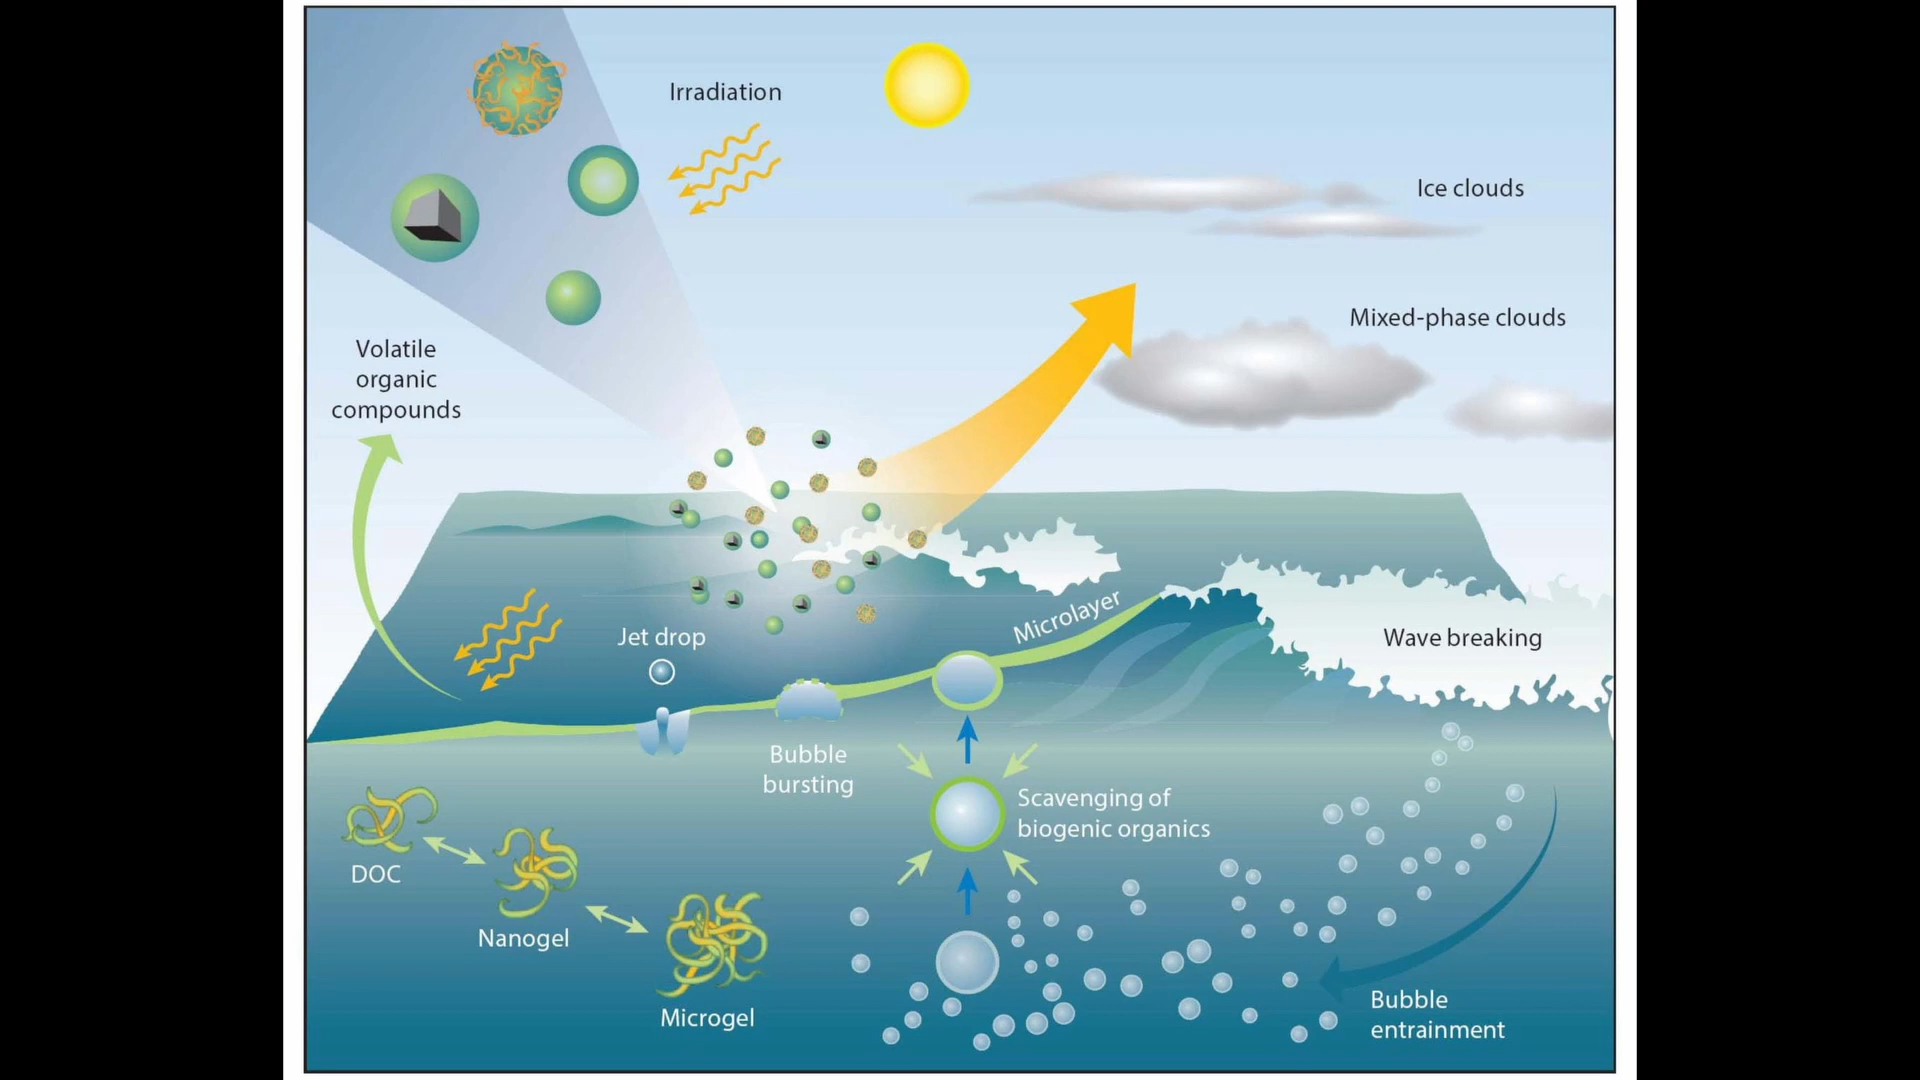 Irradiation
Ice clouds
Mixed-phase clouds
Volatile
organic
compounds
Microlayer
Jet drop
Wave breaking
Bubble
bursting
Scavenging of
biogenic organics
DOC
Nanogel
Microgel
Bubble
entrainment